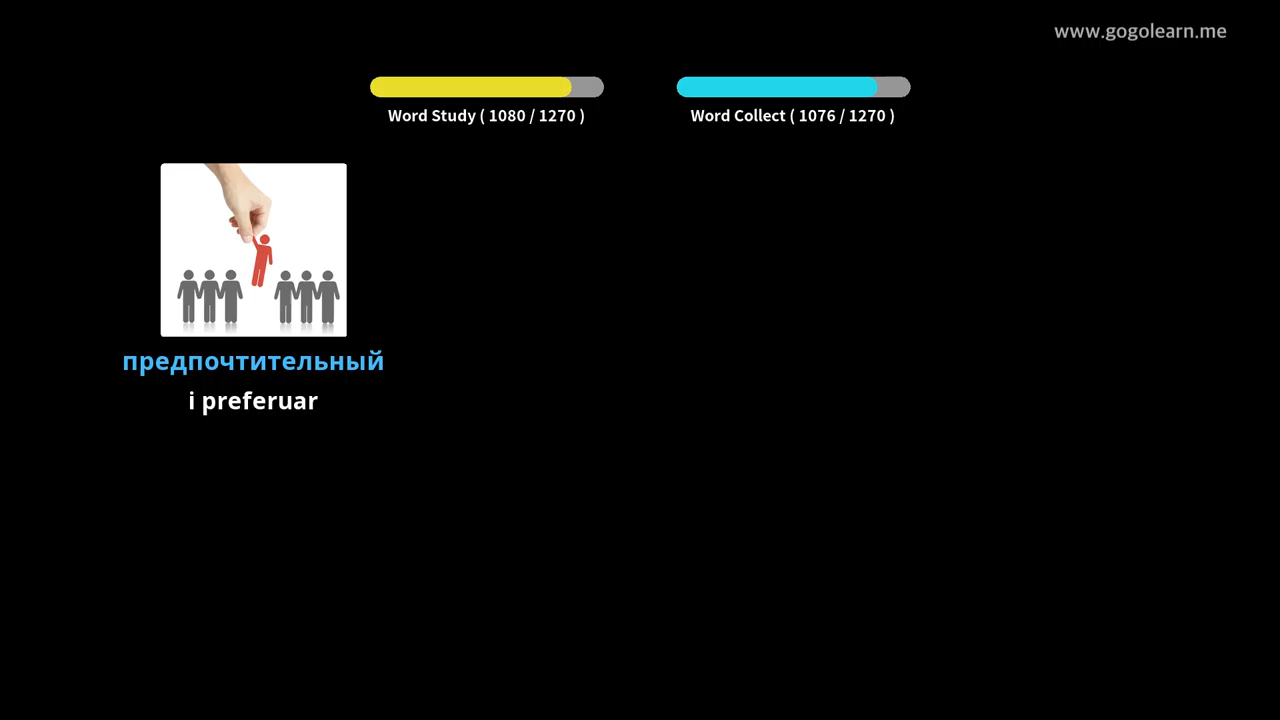 www.gogolearn.me
Word Study ( 1080 / 1270 )
Word Collect ( 1076 / 1270 )
предпочтительный
i preferuar